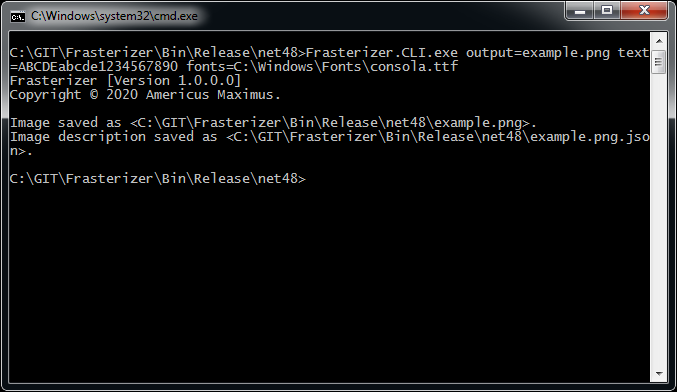 C:\Windows\system32\cmd.exe
C:\GIT\Frasterizer\Bin\Release\net48>Frasterizer.CLI.exe output=example.png text
=ABCDEabcde1234567890 fonts=C:\Windows\Fonts\consola.ttf
Frasterizer [Version 1.0.0.0]
Copyright © 2020 Americus Maximus.
Image saved as <C:\GIT\Frasterizer\Bin\Release\net48\example.png>.
Image description saved as <C:\GIT\Frasterizer\Bin\Release\net48\example.png.jso
n>.
C:\GIT\Frasterizer\Bin\Release\net48>